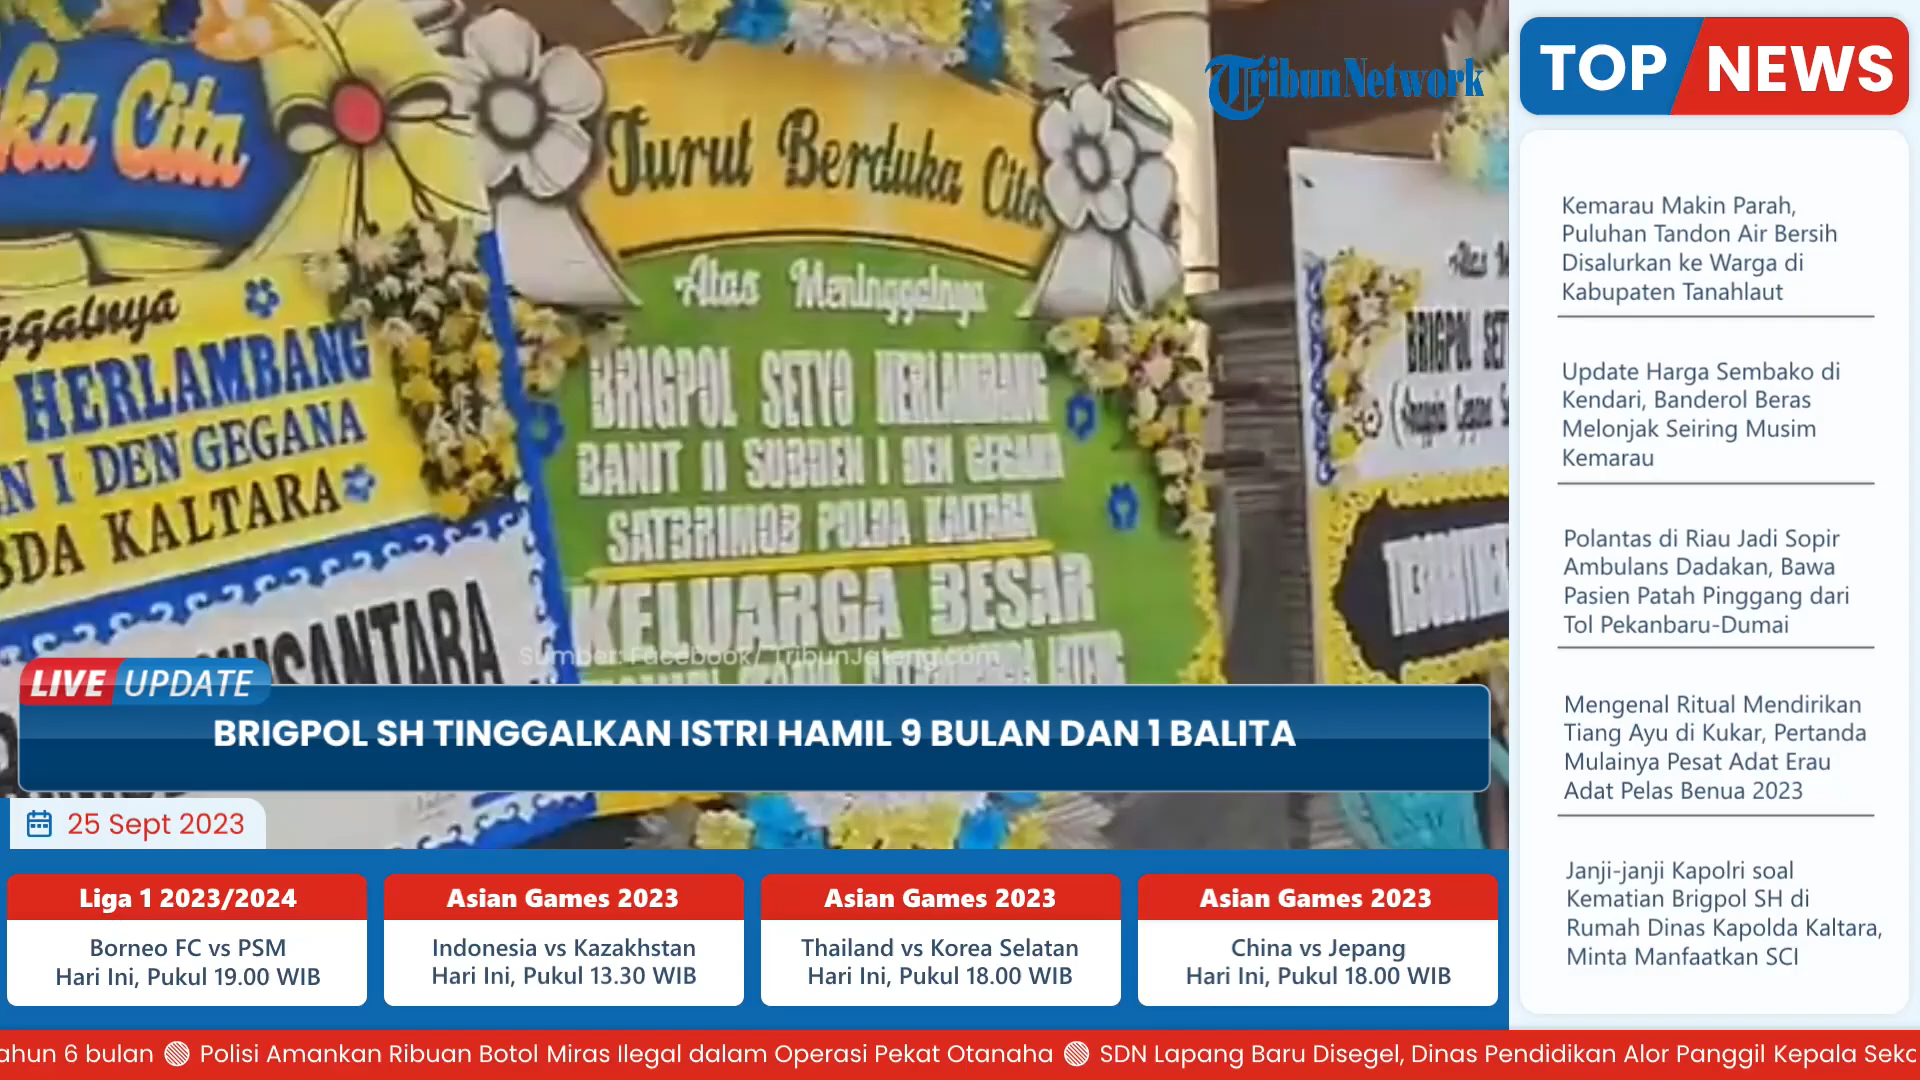 ka Cita
ggalnya
HERLAMBANG
N I DEN GEGANA
BDA KALTARA
Turut Berduka Cita
Atas Meninggalnya
BRIGPOL SETYO HERLAMBANG
BANIT II SUBDEN I DEN GEGANA
SATBRIMOB POLDA KALTARA
KELUARGA BESAR
BRIGPOL SET
TribunNetwork
Sumber: Facebook/ TribunJateng.com
LIVE UPDATE
BRIGPOL SH TINGGALKAN ISTRI HAMIL 9 BULAN DAN 1 BALITA
25 Sept 2023
Liga 1 2023/2024
Borneo FC vs PSM
Hari Ini, Pukul 19.00 WIB
Asian Games 2023
Indonesia vs Kazakhstan
Hari Ini, Pukul 13.30 WIB
Asian Games 2023
Thailand vs Korea Selatan
Hari Ini, Pukul 18.00 WIB
Asian Games 2023
China vs Jepang
Hari Ini, Pukul 18.00 WIB
TOP NEWS
Kemarau Makin Parah,
Puluhan Tandon Air Bersih
Disalurkan ke Warga di
Kabupaten Tanahlaut
Update Harga Sembako di
Kendari, Banderol Beras
Melonjak Seiring Musim
Kemarau
Polantas di Riau Jadi Sopir
Ambulans Dadakan, Bawa
Pasien Patah Pinggang dari
Tol Pekanbaru-Dumai
Mengenal Ritual Mendirikan
Tiang Ayu di Kukar, Pertanda
Mulainya Pesat Adat Erau
Adat Pelas Benua 2023
Janji-janji Kapolri soal
Kematian Brigpol SH di
Rumah Dinas Kapolda Kaltara,
Minta Manfaatkan SCI
ahun 6 bulan Polisi Amankan Ribuan Botol Miras Ilegal dalam Operasi Pekat Otanaha SDN Lapang Baru Disegel, Dinas Pendidikan Alor Panggil Kepala Seko